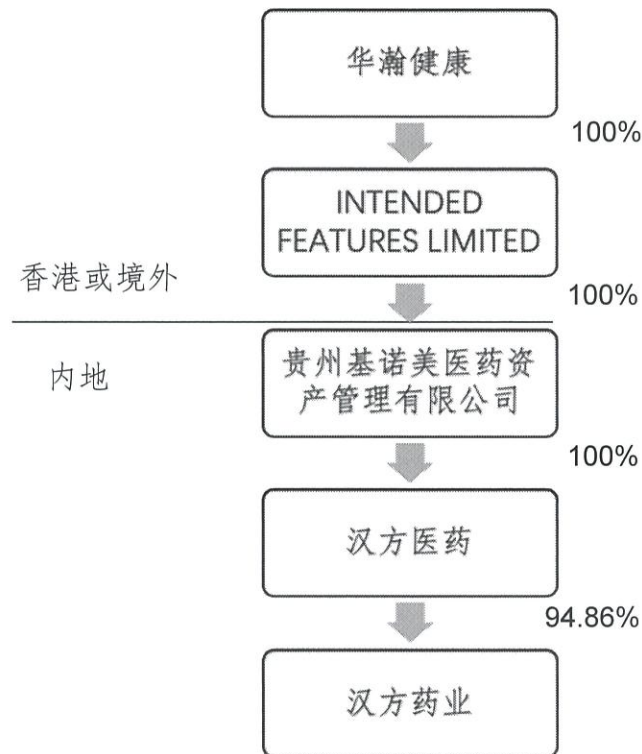 华瀚健康
100%
INTENDED
FEATURES LIMITED
香港或境外
100%
内地
贵州基诺美医药资
产管理有限公司
100%
汉方医药
94.86%
汉方药业